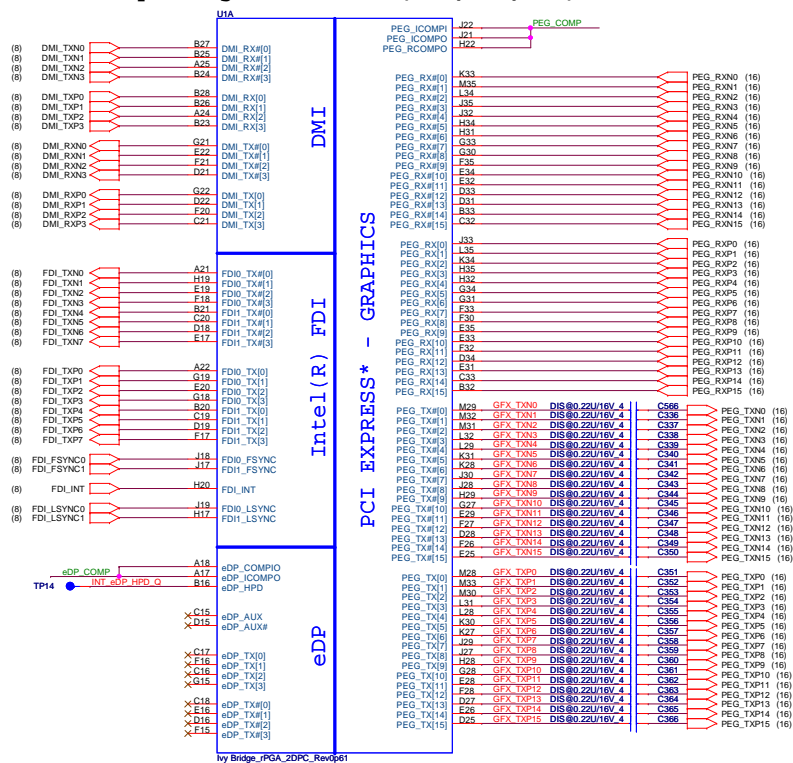 U1A
DMI
Intel(R) FDI
eDP
PCI EXPRESS* - GRAPHICS
(8) DMI_TXN0 B27 DMI_RX#[0]
(8) DMI_TXN1 B25 DMI_RX#[1]
(8) DMI_TXN2 A25 DMI_RX#[2]
(8) DMI_TXN3 B24 DMI_RX#[3]
(8) DMI_TXP0 B28 DMI_RX[0]
(8) DMI_TXP1 B26 DMI_RX[1]
(8) DMI_TXP2 A24 DMI_RX[2]
(8) DMI_TXP3 B23 DMI_RX[3]
(8) DMI_RXN0 G21 DMI_TX#[0]
(8) DMI_RXN1 E22 DMI_TX#[1]
(8) DMI_RXN2 F21 DMI_TX#[2]
(8) DMI_RXN3 D21 DMI_TX#[3]
(8) DMI_RXP0 G22 DMI_TX[0]
(8) DMI_RXP1 D22 DMI_TX[1]
(8) DMI_RXP2 F20 DMI_TX[2]
(8) DMI_RXP3 C21 DMI_TX[3]
(8) FDI_TXN0 A21 FDI0_TX#[0]
(8) FDI_TXN1 H19 FDI0_TX#[1]
(8) FDI_TXN2 E19 FDI0_TX#[2]
(8) FDI_TXN3 F18 FDI0_TX#[3]
(8) FDI_TXN4 B21 FDI1_TX#[0]
(8) FDI_TXN5 C20 FDI1_TX#[1]
(8) FDI_TXN6 D18 FDI1_TX#[2]
(8) FDI_TXN7 E17 FDI1_TX#[3]
(8) FDI_TXP0 A22 FDI0_TX[0]
(8) FDI_TXP1 G19 FDI0_TX[1]
(8) FDI_TXP2 E20 FDI0_TX[2]
(8) FDI_TXP3 G18 FDI0_TX[3]
(8) FDI_TXP4 B20 FDI1_TX[0]
(8) FDI_TXP5 C19 FDI1_TX[1]
(8) FDI_TXP6 D19 FDI1_TX[2]
(8) FDI_TXP7 F17 FDI1_TX[3]
(8) FDI_FSYNC0 J18 FDI0_FSYNC
(8) FDI_FSYNC1 J17 FDI1_FSYNC
(8) FDI_INT H20 FDI_INT
(8) FDI_LSYNC0 J19 FDI0_LSYNC
(8) FDI_LSYNC1 H17 FDI1_LSYNC
eDP_COMP A18 eDP_COMPIO
A17 eDP_ICOMPO
TP14 INT_eDP_HPD_Q B16 eDP_HPD
C15 eDP_AUX
D15 eDP_AUX#
C17 eDP_TX[0]
F16 eDP_TX[1]
C16 eDP_TX[2]
G15 eDP_TX[3]
C18 eDP_TX#[0]
E16 eDP_TX#[1]
D16 eDP_TX#[2]
F15 eDP_TX#[3]
PEG_ICOMPI J22 PEG_COMP
PEG_ICOMPO J21
PEG_RCOMPO H22
PEG_RX#[0] K33 PEG_RXN0 (16)
PEG_RX#[1] M35 PEG_RXN1 (16)
PEG_RX#[2] L34 PEG_RXN2 (16)
PEG_RX#[3] J35 PEG_RXN3 (16)
PEG_RX#[4] J32 PEG_RXN4 (16)
PEG_RX#[5] H34 PEG_RXN5 (16)
PEG_RX#[6] H31 PEG_RXN6 (16)
PEG_RX#[7] G33 PEG_RXN7 (16)
PEG_RX#[8] G30 PEG_RXN8 (16)
PEG_RX#[9] F35 PEG_RXN9 (16)
PEG_RX#[10] E34 PEG_RXN10 (16)
PEG_RX#[11] E32 PEG_RXN11 (16)
PEG_RX#[12] D33 PEG_RXN12 (16)
PEG_RX#[13] D31 PEG_RXN13 (16)
PEG_RX#[14] B33 PEG_RXN14 (16)
PEG_RX#[15] C32 PEG_RXN15 (16)
PEG_RX[0] J33 PEG_RXP0 (16)
PEG_RX[1] L35 PEG_RXP1 (16)
PEG_RX[2] K34 PEG_RXP2 (16)
PEG_RX[3] H35 PEG_RXP3 (16)
PEG_RX[4] H32 PEG_RXP4 (16)
PEG_RX[5] G34 PEG_RXP5 (16)
PEG_RX[6] G31 PEG_RXP6 (16)
PEG_RX[7] F33 PEG_RXP7 (16)
PEG_RX[8] F30 PEG_RXP8 (16)
PEG_RX[9] E35 PEG_RXP9 (16)
PEG_RX[10] E33 PEG_RXP10 (16)
PEG_RX[11] F32 PEG_RXP11 (16)
PEG_RX[12] D34 PEG_RXP12 (16)
PEG_RX[13] E31 PEG_RXP13 (16)
PEG_RX[14] C33 PEG_RXP14 (16)
PEG_RX[15] B32 PEG_RXP15 (16)
PEG_TX#[0] M29 GFX_TXN0 DIS@0.22U/16V_4 C566 PEG_TXN0 (16)
PEG_TX#[1] M32 GFX_TXN1 DIS@0.22U/16V_4 C336 PEG_TXN1 (16)
PEG_TX#[2] M31 GFX_TXN2 DIS@0.22U/16V_4 C337 PEG_TXN2 (16)
PEG_TX#[3] L32 GFX_TXN3 DIS@0.22U/16V_4 C338 PEG_TXN3 (16)
PEG_TX#[4] L29 GFX_TXN4 DIS@0.22U/16V_4 C339 PEG_TXN4 (16)
PEG_TX#[5] K31 GFX_TXN5 DIS@0.22U/16V_4 C340 PEG_TXN5 (16)
PEG_TX#[6] K28 GFX_TXN6 DIS@0.22U/16V_4 C341 PEG_TXN6 (16)
PEG_TX#[7] J30 GFX_TXN7 DIS@0.22U/16V_4 C342 PEG_TXN7 (16)
PEG_TX#[8] J28 GFX_TXN8 DIS@0.22U/16V_4 C343 PEG_TXN8 (16)
PEG_TX#[9] H29 GFX_TXN9 DIS@0.22U/16V_4 C344 PEG_TXN9 (16)
PEG_TX#[10] G27 GFX_TXN10 DIS@0.22U/16V_4 C345 PEG_TXN10 (16)
PEG_TX#[11] E29 GFX_TXN11 DIS@0.22U/16V_4 C346 PEG_TXN11 (16)
PEG_TX#[12] F27 GFX_TXN12 DIS@0.22U/16V_4 C347 PEG_TXN12 (16)
PEG_TX#[13] D28 GFX_TXN13 DIS@0.22U/16V_4 C348 PEG_TXN13 (16)
PEG_TX#[14] F26 GFX_TXN14 DIS@0.22U/16V_4 C349 PEG_TXN14 (16)
PEG_TX#[15] E25 GFX_TXN15 DIS@0.22U/16V_4 C350 PEG_TXN15 (16)
PEG_TX[0] M28 GFX_TXP0 DIS@0.22U/16V_4 C351 PEG_TXP0 (16)
PEG_TX[1] M33 GFX_TXP1 DIS@0.22U/16V_4 C352 PEG_TXP1 (16)
PEG_TX[2] M30 GFX_TXP2 DIS@0.22U/16V_4 C353 PEG_TXP2 (16)
PEG_TX[3] L31 GFX_TXP3 DIS@0.22U/16V_4 C354 PEG_TXP3 (16)
PEG_TX[4] L28 GFX_TXP4 DIS@0.22U/16V_4 C355 PEG_TXP4 (16)
PEG_TX[5] K30 GFX_TXP5 DIS@0.22U/16V_4 C356 PEG_TXP5 (16)
PEG_TX[6] K27 GFX_TXP6 DIS@0.22U/16V_4 C357 PEG_TXP6 (16)
PEG_TX[7] J29 GFX_TXP7 DIS@0.22U/16V_4 C358 PEG_TXP7 (16)
PEG_TX[8] J27 GFX_TXP8 DIS@0.22U/16V_4 C359 PEG_TXP8 (16)
PEG_TX[9] H28 GFX_TXP9 DIS@0.22U/16V_4 C360 PEG_TXP9 (16)
PEG_TX[10] G28 GFX_TXP10 DIS@0.22U/16V_4 C361 PEG_TXP10 (16)
PEG_TX[11] E28 GFX_TXP11 DIS@0.22U/16V_4 C362 PEG_TXP11 (16)
PEG_TX[12] F28 GFX_TXP12 DIS@0.22U/16V_4 C363 PEG_TXP12 (16)
PEG_TX[13] D27 GFX_TXP13 DIS@0.22U/16V_4 C364 PEG_TXP13 (16)
PEG_TX[14] E26 GFX_TXP14 DIS@0.22U/16V_4 C365 PEG_TXP14 (16)
PEG_TX[15] D25 GFX_TXP15 DIS@0.22U/16V_4 C366 PEG_TXP15 (16)
Ivy Bridge_rPGA_2DPC_Rev0p61